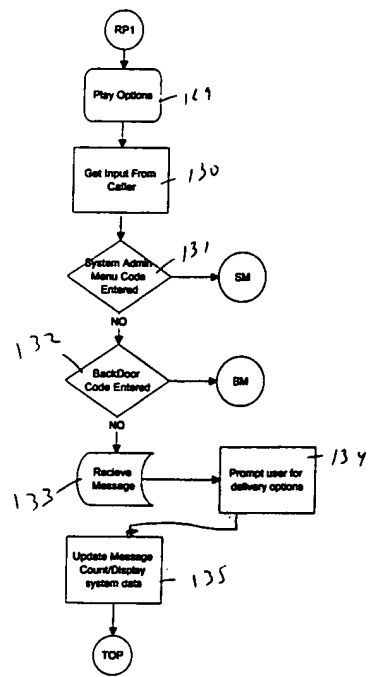 RP1
Play Options
129
Get Input From
Caller
130
System Admin
Menu Code
Entered
131
SM
NO
132
BackDoor
Code Entered
BM
NO
Recieve
Message
133
Prompt user for
delivery options
134
Update Message
Count/Display
system data
135
TOP